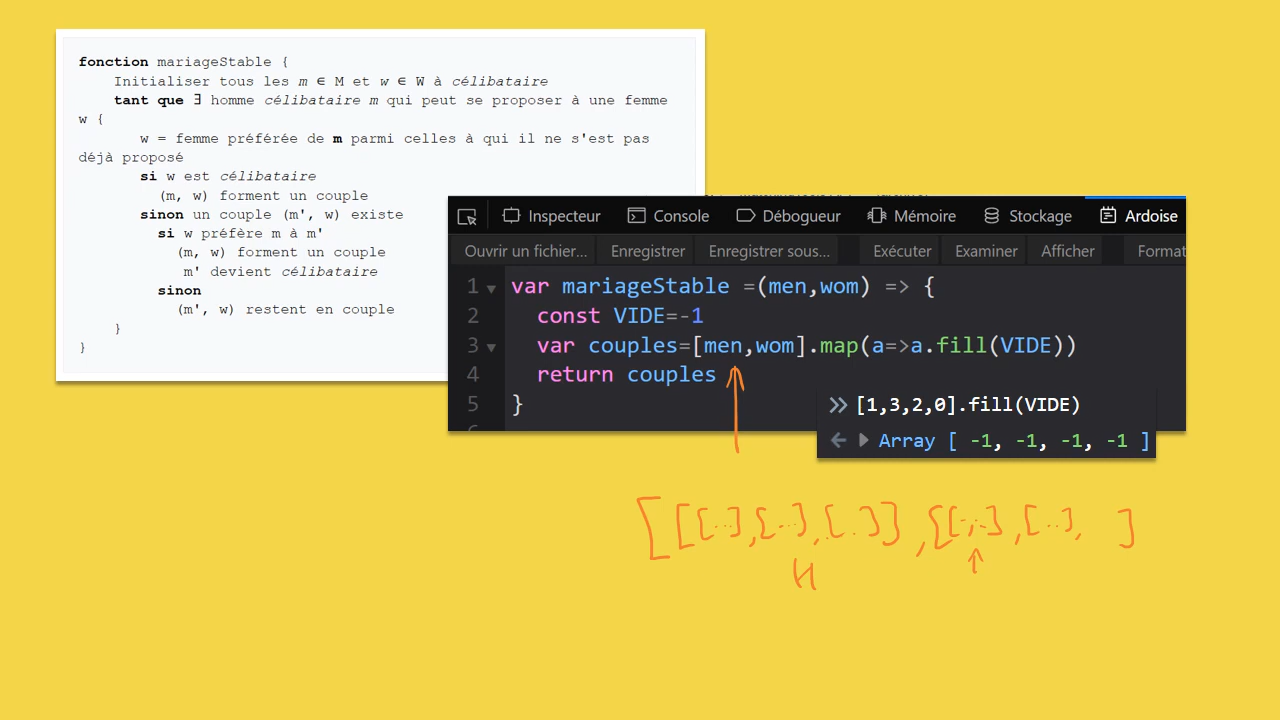 fonction mariageStable {
Initialiser tous les m ∈ M et w ∈ W à célibataire
tant que ∃ homme célibataire m qui peut se proposer à une femme
w {
w = femme préférée de m parmi celles à qui il ne s'est pas
déjà proposé
si w est célibataire
(m, w) forment un couple
sinon un couple (m', w) existe
si w préfère m à m'
(m, w) forment un couple
m' devient célibataire
sinon
(m', w) restent en couple
}
}
Inspecteur Console Débogueur Mémoire Stockage Ardoise
Ouvrir un fichier... Enregistrer Enregistrer sous... Exécuter Examiner Afficher Format
1 var mariageStable =(men,wom) => {
2 const VIDE=-1
3 var couples=[men,wom].map(a=>a.fill(VIDE))
4 return couples
5 }
>> [1,3,2,0].fill(VIDE)
Array [ -1, -1, -1, -1 ]
[[[..],[..],[..]],[[..],[..], ]
H